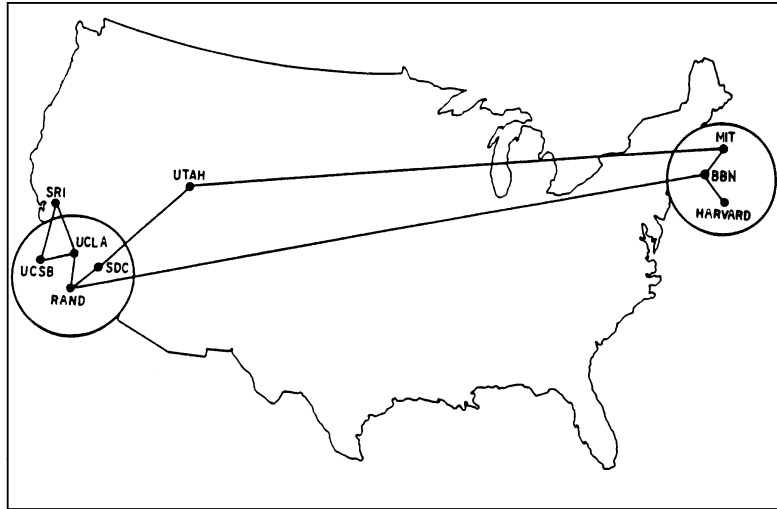 MIT
UTAH
BBN
SRI
HARVARD
UCLA
UCSB
SDC
RAND